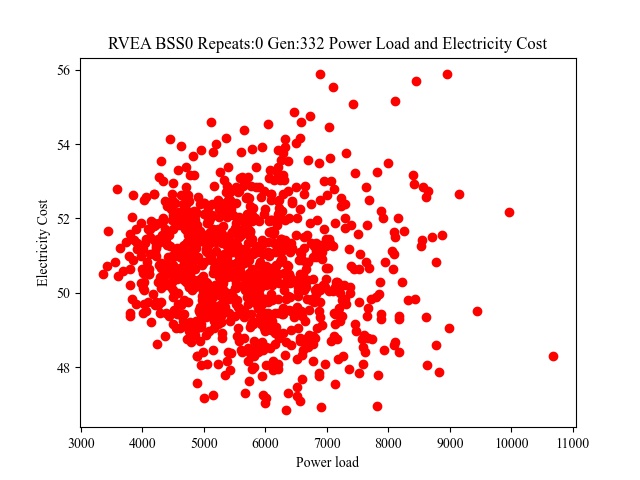 RVEA BSS0 Repeats:0 Gen:332 Power Load and Electricity Cost
56
54
52
50
48
Electricity Cost
3000 4000 5000 6000 7000 8000 9000 10000 11000
Power load